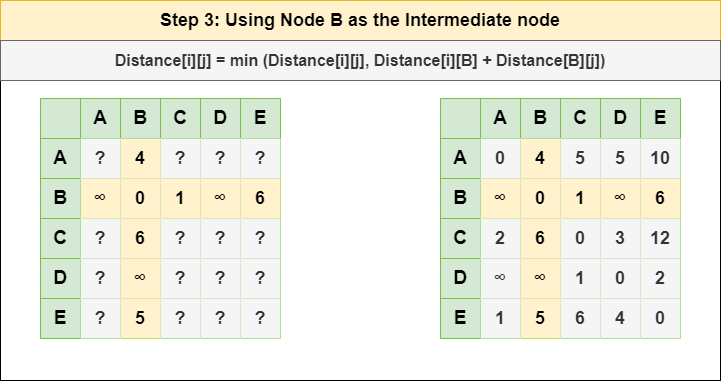 Step 3: Using Node B as the Intermediate node
Distance[i][j] = min (Distance[i][j], Distance[i][B] + Distance[B][j])
A B C D E
A ? 4 ? ? ?
B ∞ 0 1 ∞ 6
C ? 6 ? ? ?
D ? ∞ ? ? ?
E ? 5 ? ? ?
A B C D E
A 0 4 5 5 10
B ∞ 0 1 ∞ 6
C 2 6 0 3 12
D ∞ ∞ 1 0 2
E 1 5 6 4 0